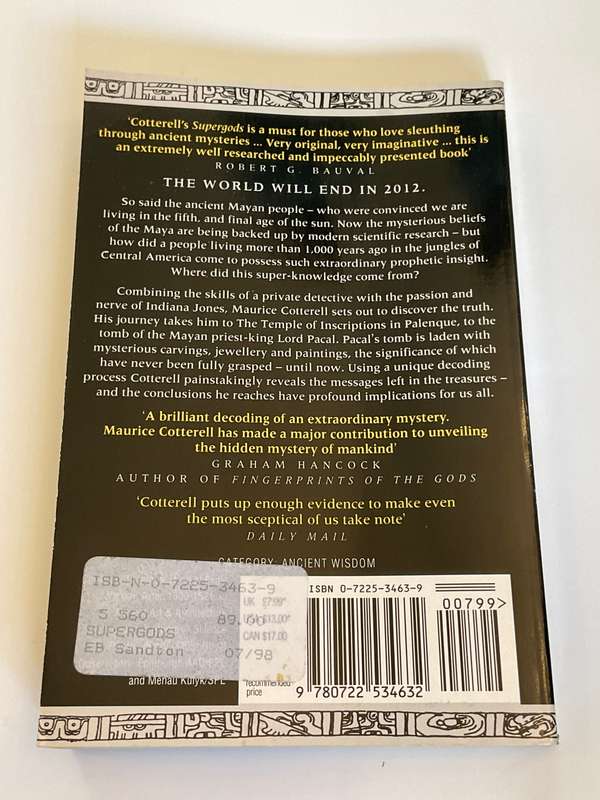 'Cotterell's Supergods is a must for those who love sleuthing
through ancient mysteries ... Very original, very imaginative ... this is
an extremely well researched and impeccably presented book'
ROBERT G. BAUVAL
THE WORLD WILL END IN 2012.
So said the ancient Mayan people – who were convinced we are
living in the fifth, and final age of the sun. Now the mysterious beliefs
of the Maya are being backed up by modern scientific research – but
how did a people living more than 1,000 years ago in the jungles of
Central America come to possess such extraordinary prophetic insight.
Where did this super-knowledge come from?
Combining the skills of a private detective with the passion and
nerve of Indiana Jones, Maurice Cotterell sets out to discover the truth.
His journey takes him to The Temple of Inscriptions in Palenque, to the
tomb of the Mayan priest-king Lord Pacal. Pacal's tomb is laden with
mysterious carvings, jewellery and paintings, the significance of which
have never been fully grasped – until now. Using a unique decoding
process Cotterell painstakingly reveals the messages left in the treasures –
and the conclusions he reaches have profound implications for us all.
'A brilliant decoding of an extraordinary mystery.
Maurice Cotterell has made a major contribution to unveiling
the hidden mystery of mankind'
GRAHAM HANCOCK
AUTHOR OF FINGERPRINTS OF THE GODS
'Cotterell puts up enough evidence to make even
the most sceptical of us take note'
DAILY MAIL
CATEGORY: ANCIENT WISDOM
ISBN-N-0-7225-3463-9
S 560 89.00
SUPERGODS
EB Sandton 07/98
UK £7.99*
USA $13.00*
CAN $17.00
recommended
price
and Menau Kulyk/SPL
ISBN 0-7225-3463-9
00799>
9 780722 534632